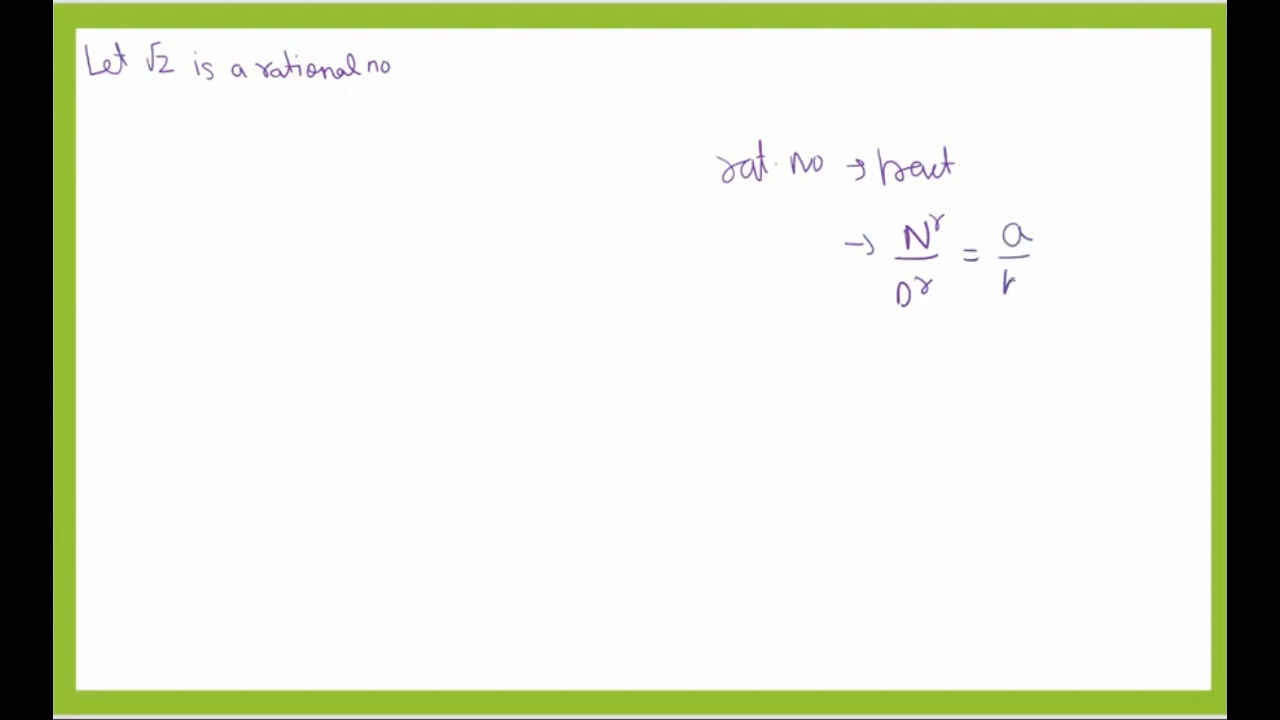 Let √2 is a rational no
rat. no → fract
→ Nʳ/Dʳ = a/